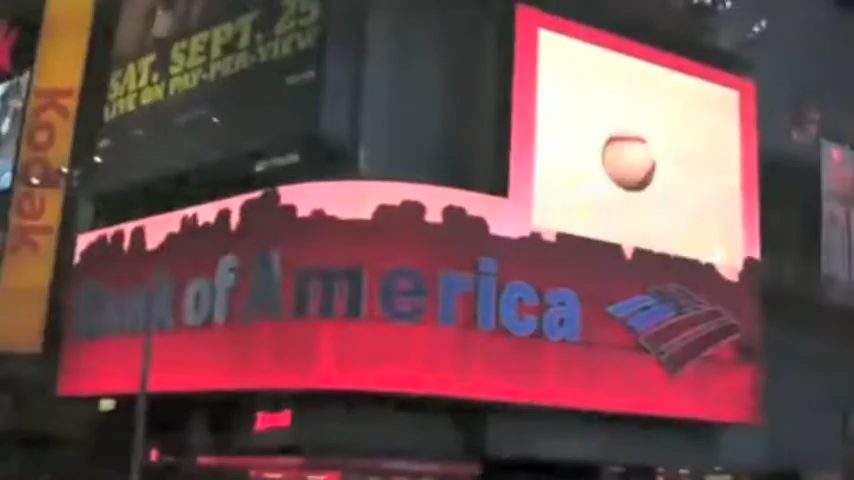 SAT. SEPT. 25
LIVE ON PAY-PER-VIEW
Kodak
Bank of America